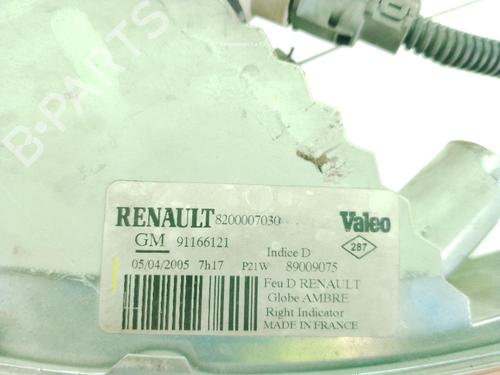 B-PARTS
RENAULT 8200007030
Valeo
GM 91166121
Indice D
287
05/04/2005 7h17 P21W 89009075
Feu D RENAULT
Globe AMBRE
Right Indicator
MADE IN FRANCE